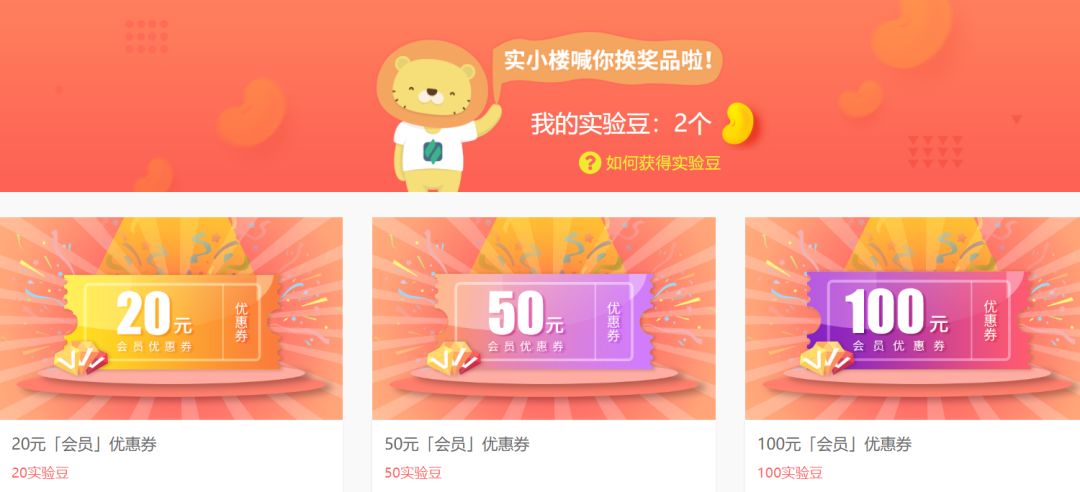 实小楼喊你换奖品啦！
我的实验豆：2个
? 如何获得实验豆
20元
会员优惠券
优惠券
50元
会员优惠券
优惠券
100元
会员优惠券
优惠券
20元「会员」优惠券
20实验豆
50元「会员」优惠券
50实验豆
100元「会员」优惠券
100实验豆